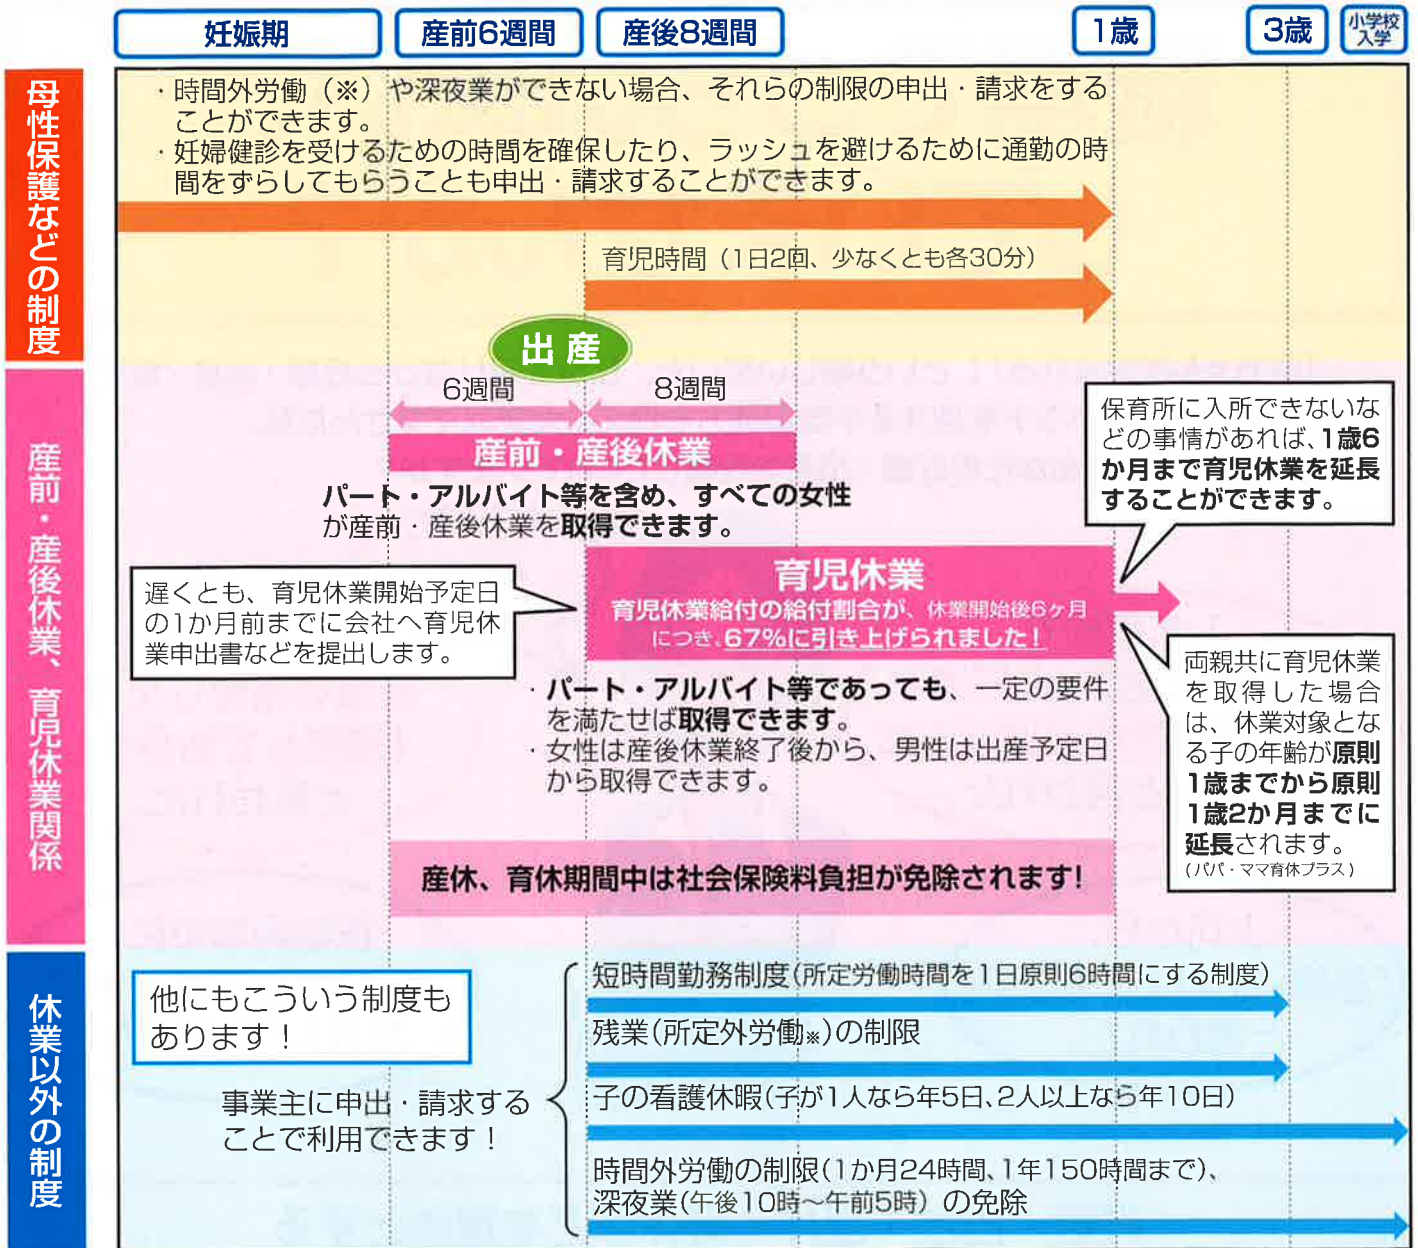 妊娠期
産前6週間
産後8週間
1歳
3歳
小学校
入学
母性保護などの制度
・時間外労働（※）や深夜業ができない場合、それらの制限の申出・請求をする
ことができます。
・妊婦健診を受けるための時間を確保したり、ラッシュを避けるために通勤の時
間をずらしてもらうことも申出・請求することができます。
育児時間（1日2回、少なくとも各30分）
出産
産前・産後休業、育児休業関係
6週間
8週間
産前・産後休業
パート・アルバイト等を含め、すべての女性
が産前・産後休業を取得できます。
保育所に入所できないな
どの事情があれば、1歳6
か月まで育児休業を延長
することができます。
遅くとも、育児休業開始予定日
の1か月前までに会社へ育児休
業申出書などを提出します。
育児休業
育児休業給付の給付割合が、休業開始後6ヶ月
につき、67%に引き上げられました！
・パート・アルバイト等であっても、一定の要件
を満たせば取得できます。
・女性は産後休業終了後から、男性は出産予定日
から取得できます。
両親共に育児休業
を取得した場合
は、休業対象とな
る子の年齢が原則
1歳までから原則
1歳2か月までに
延長されます。
(パパ・ママ育休プラス)
産休、育休期間中は社会保険料負担が免除されます!
休業以外の制度
他にもこういう制度も
あります！
事業主に申出・請求する
ことで利用できます！
短時間勤務制度(所定労働時間を1日原則6時間にする制度)
残業(所定外労働※)の制限
子の看護休暇(子が1人なら年5日、2人以上なら年10日)
時間外労働の制限(1か月24時間、1年150時間まで)、
深夜業(午後10時～午前5時）の免除